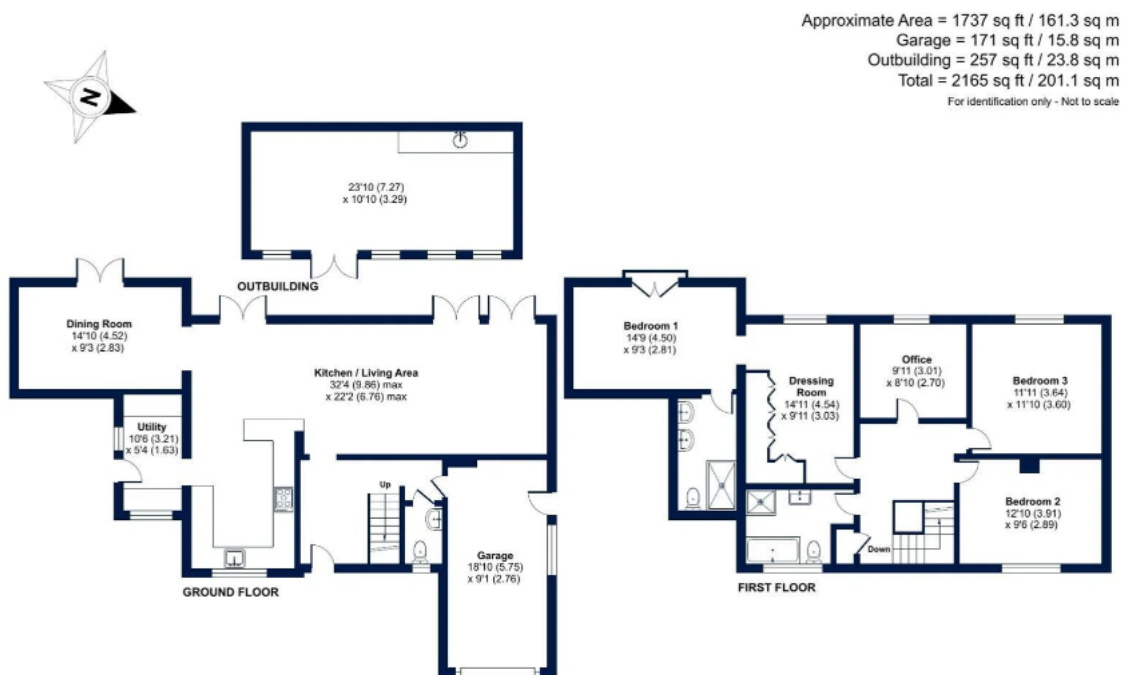 Approximate Area = 1737 sq ft / 161.3 sq m
Garage = 171 sq ft / 15.8 sq m
Outbuilding = 257 sq ft / 23.8 sq m
Total = 2165 sq ft / 201.1 sq m
For identification only - Not to scale
N
23'10 (7.27)
x 10'10 (3.29)
OUTBUILDING
Dining Room
14'10 (4.52)
x 9'3 (2.83)
Kitchen / Living Area
32'4 (9.86) max
x 22'2 (6.76) max
Utility
10'6 (3.21)
x 5'4 (1.63)
Up
Garage
18'10 (5.75)
x 9'1 (2.76)
GROUND FLOOR
Bedroom 1
14'9 (4.50)
x 9'3 (2.81)
Dressing
Room
14'11 (4.54)
x 9'11 (3.03)
Office
9'11 (3.01)
x 8'10 (2.70)
Bedroom 3
11'11 (3.64)
x 11'10 (3.60)
Bedroom 2
12'10 (3.91)
x 9'6 (2.89)
Down
FIRST FLOOR